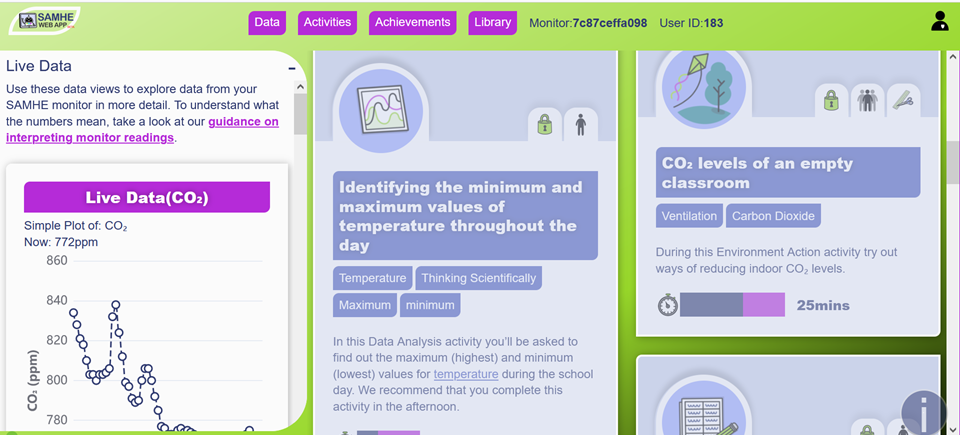 SAMHE
WEB APP
Data
Activities
Achievements
Library
Monitor:7c87ceffa098
User ID:183
Live Data
Use these data views to explore data from your
SAMHE monitor in more detail. To understand what
the numbers mean, take a look at our guidance on
interpreting monitor readings.
Live Data(CO₂)
Simple Plot of: CO₂
Now: 772ppm
860
840
820
800
780
CO₂ (ppm)
Identifying the minimum and
maximum values of
temperature throughout the
day
Temperature
Thinking Scientifically
Maximum
minimum
In this Data Analysis activity you'll be asked to
find out the maximum (highest) and minimum
(lowest) values for temperature during the school
day. We recommend that you complete this
activity in the afternoon.
CO₂ levels of an empty
classroom
Ventilation
Carbon Dioxide
During this Environment Action activity try out
ways of reducing indoor CO₂ levels.
25mins
i